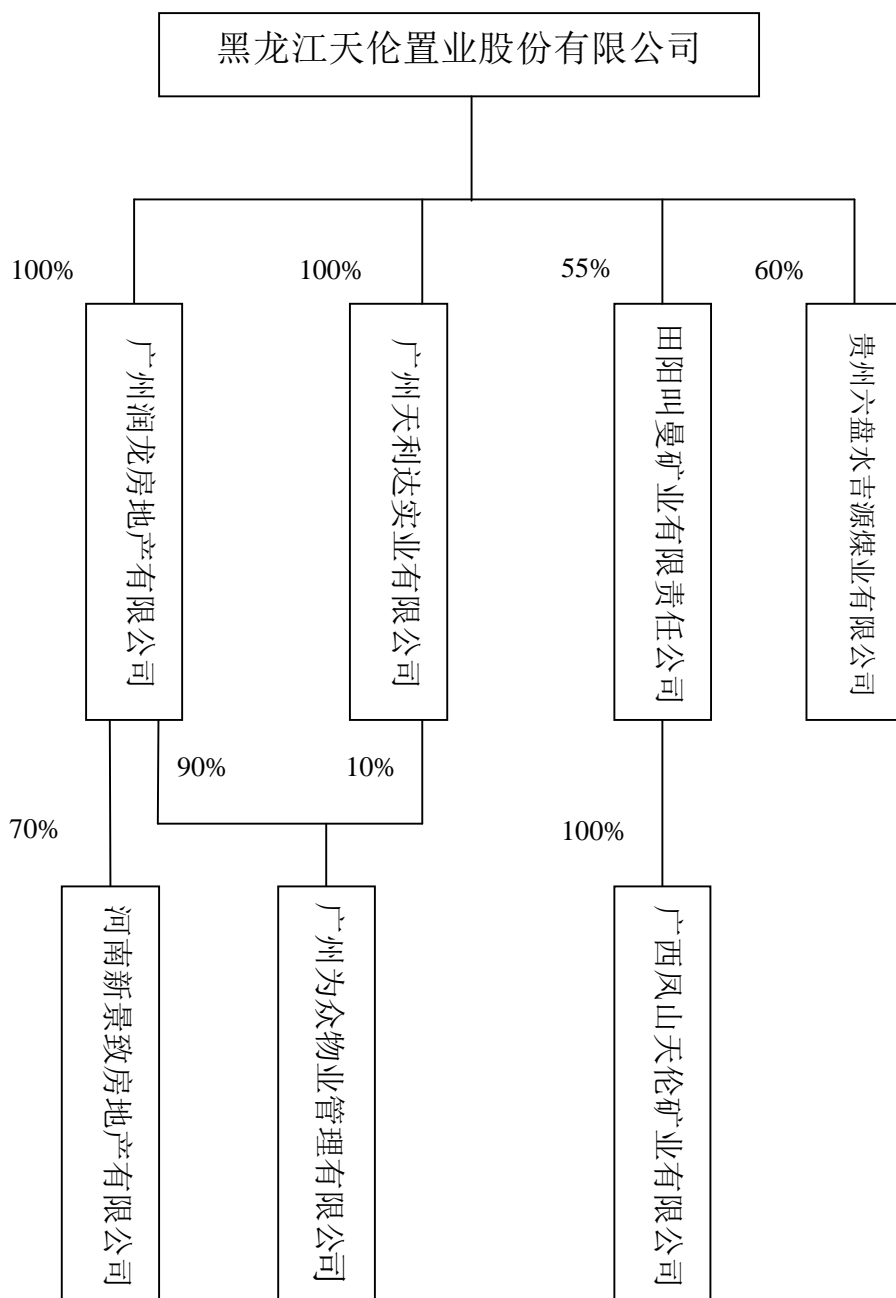 黑龙江天伦置业股份有限公司
100%
100%
55%
60%
广州润龙房地产有限公司
广州天利达实业有限公司
田阳叫曼矿业有限责任公司
贵州六盘水吉源煤业有限公司
90%
10%
70%
100%
河南新景致房地产有限公司
广州为众物业管理有限公司
广西凤山天伦矿业有限公司